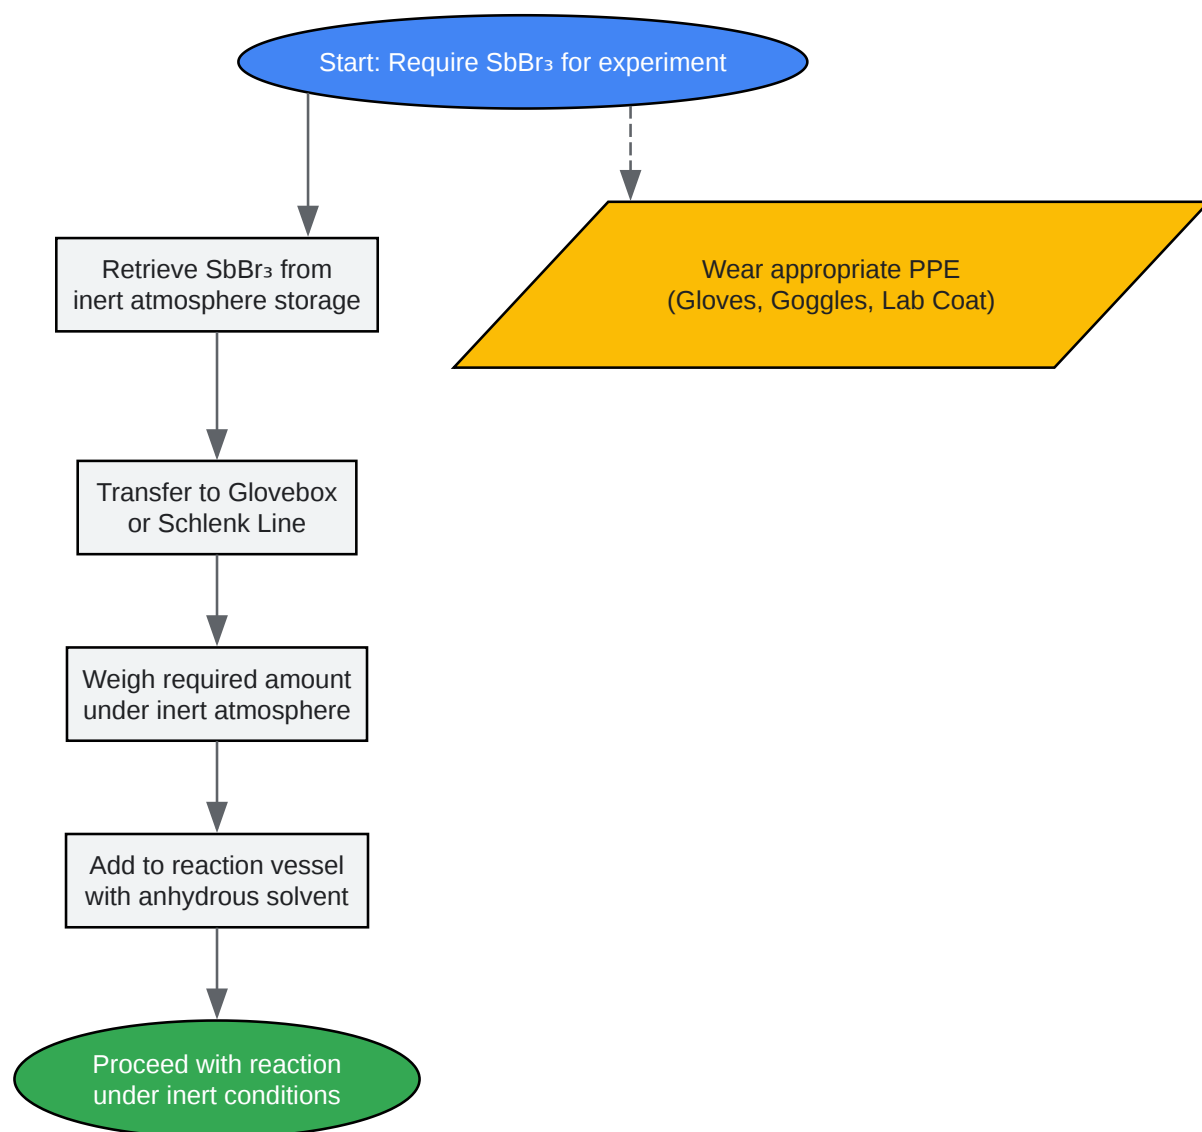 Start: Require SbBr₃ for experiment
Retrieve SbBr₃ from
inert atmosphere storage
Wear appropriate PPE
(Gloves, Goggles, Lab Coat)
Transfer to Glovebox
or Schlenk Line
Weigh required amount
under inert atmosphere
Add to reaction vessel
with anhydrous solvent
Proceed with reaction
under inert conditions